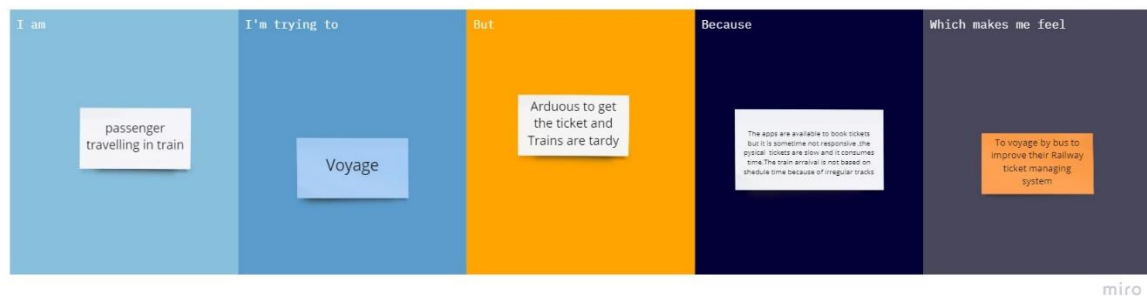 I am
passenger
travelling in train
I'm trying to
Voyage
But
Arduous to get
the ticket and
Trains are tardy
Because
The apps are available to book tickets
but it is sometime not responsive ,the
pysical tickets are slow and it consumes
time.The train arraival is not based on
shedule time because of irregular tracks
Which makes me feel
To voyage by bus to
improve their Railway
ticket managing
system
miro